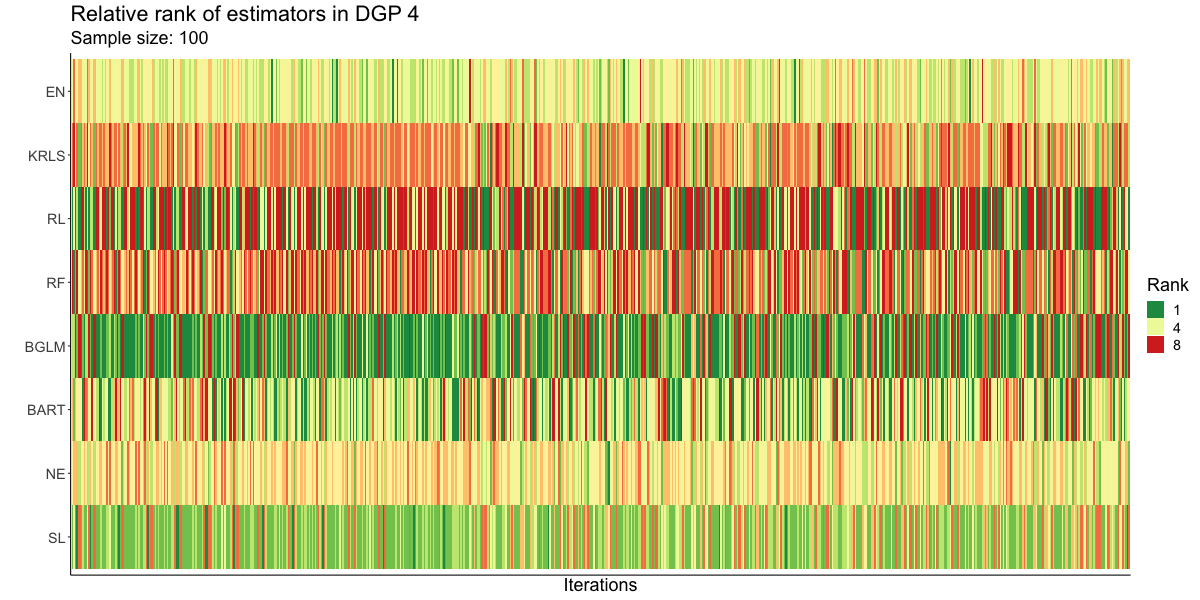 Relative rank of estimators in DGP 4
Sample size: 100
EN
KRLS
RL
RF
BGLM
BART
NE
SL
Iterations
Rank
1
4
8